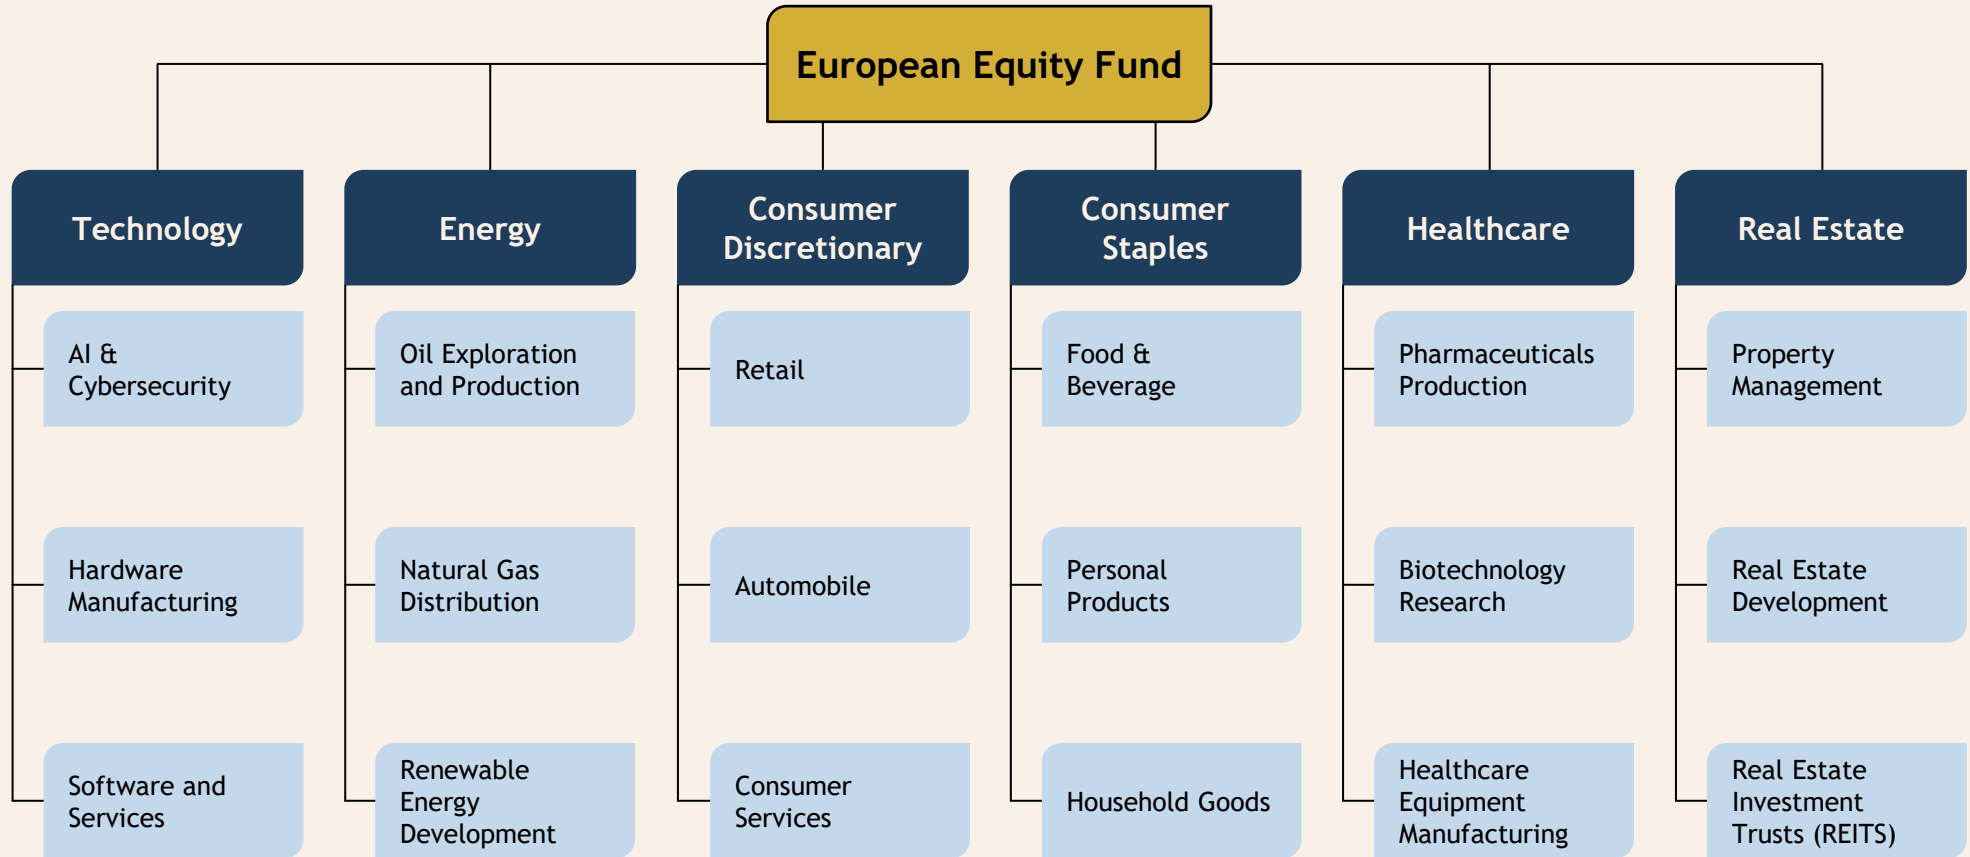 European Equity Fund
Technology
Energy
Consumer
Discretionary
Consumer
Staples
Healthcare
Real Estate
AI &
Cybersecurity
Oil Exploration
and Production
Retail
Food &
Beverage
Pharmaceuticals
Production
Property
Management
Hardware
Manufacturing
Natural Gas
Distribution
Automobile
Personal
Products
Biotechnology
Research
Real Estate
Development
Software and
Services
Renewable
Energy
Development
Consumer
Services
Household Goods
Healthcare
Equipment
Manufacturing
Real Estate
Investment
Trusts (REITS)